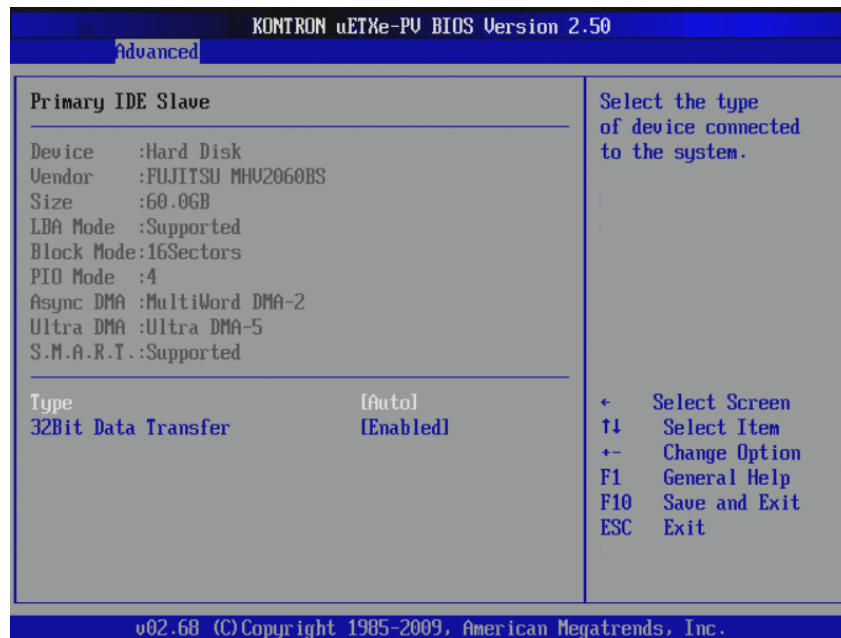 KONTRON uETXe-PV BIOS Version 2.50
Advanced
Primary IDE Slave
Device :Hard Disk
Vendor :FUJITSU MHV2060BS
Size :60.0GB
LBA Mode :Supported
Block Mode:16Sectors
PIO Mode :4
Async DMA :MultiWord DMA-2
Ultra DMA :Ultra DMA-5
S.M.A.R.T.:Supported
Type [Auto]
32Bit Data Transfer [Enabled]
Select the type
of device connected
to the system.
← Select Screen
↑↓ Select Item
+- Change Option
F1 General Help
F10 Save and Exit
ESC Exit
v02.68 (C)Copyright 1985-2009, American Megatrends, Inc.